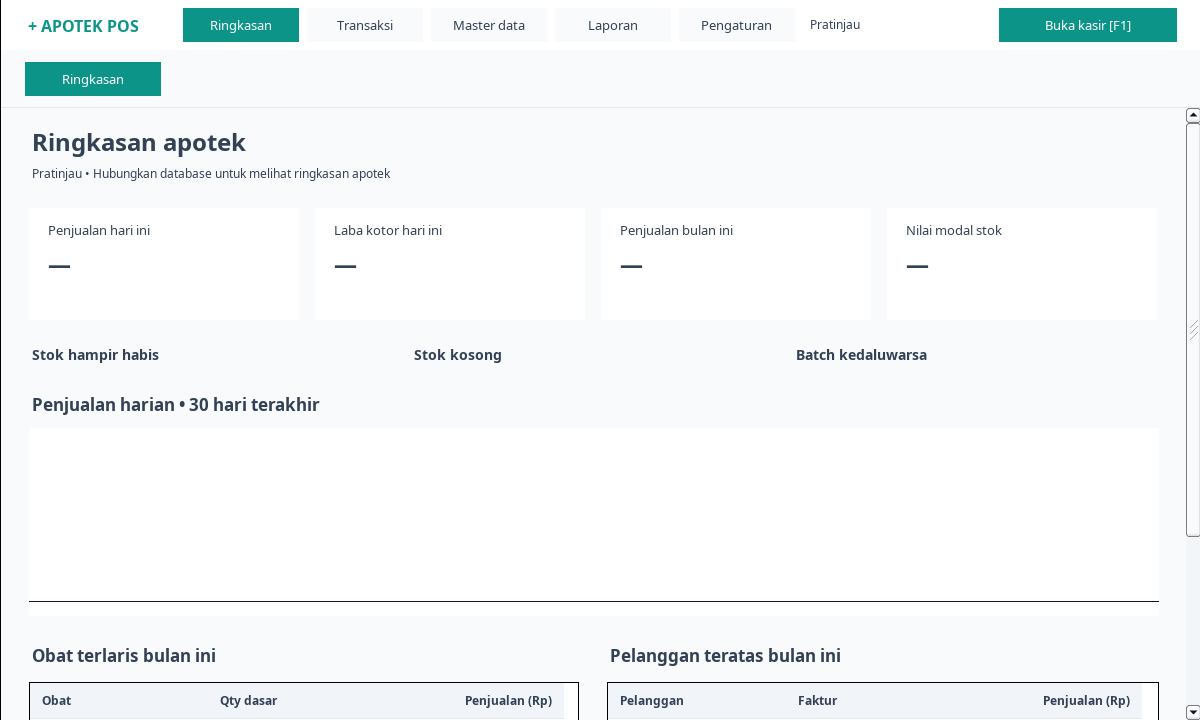 + APOTEK POS
Ringkasan
Transaksi
Master data
Laporan
Pengaturan
Pratinjau
Buka kasir [F1]
Ringkasan
Ringkasan apotek
Pratinjau • Hubungkan database untuk melihat ringkasan apotek
Penjualan hari ini
—
Laba kotor hari ini
—
Penjualan bulan ini
—
Nilai modal stok
—
Stok hampir habis
Stok kosong
Batch kedaluwarsa
Penjualan harian • 30 hari terakhir
Obat terlaris bulan ini
Obat Qty dasar Penjualan (Rp)
Pelanggan teratas bulan ini
Pelanggan Faktur Penjualan (Rp)